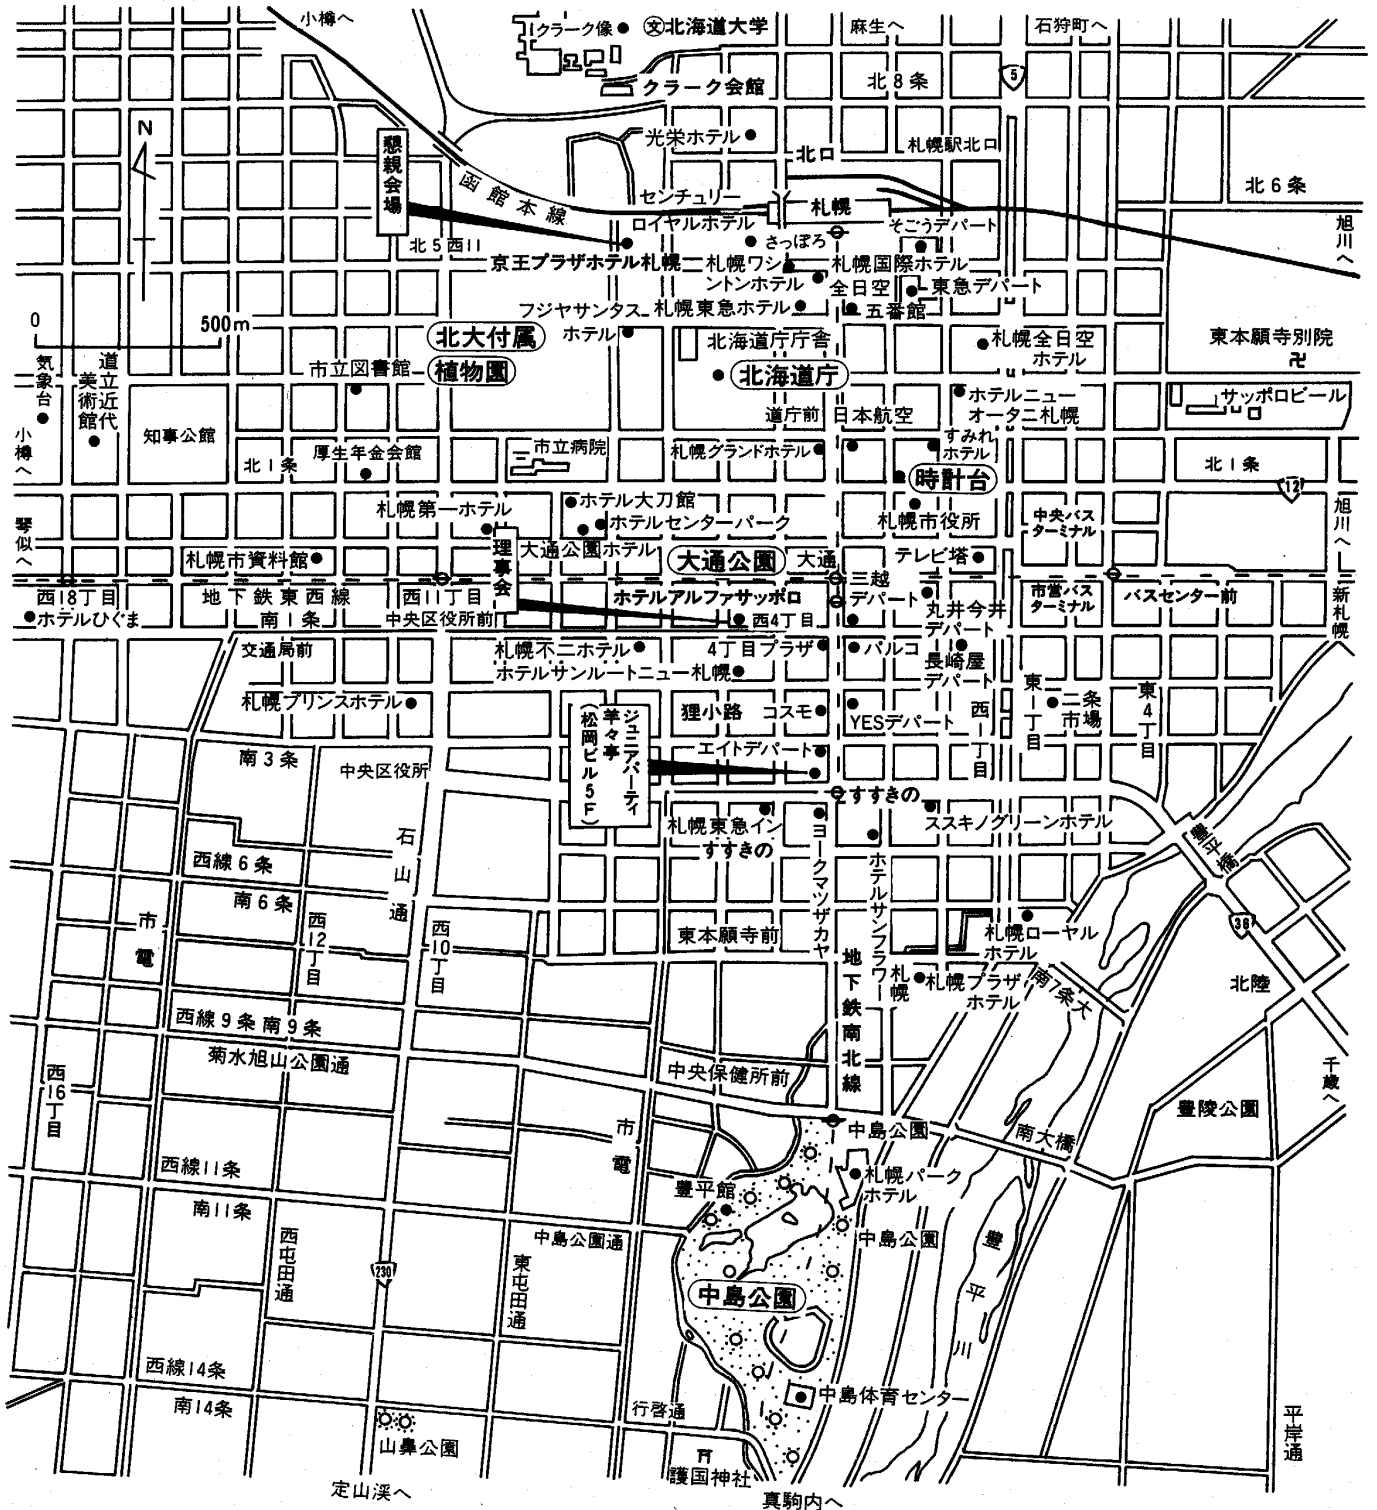 小樽へ
クラーク像
文北海道大学
麻生へ
石狩町へ
クラーク会館
北8条
5
N
光栄ホテル
札幌駅北口
北口
懇親会場
函館本線
センチュリー
ロイヤルホテル
札幌
北6条
そごうデパート
旭川へ
北5西11
さっぽろ
京王プラザホテル札幌
札幌ワシ
ントンホテル
札幌国際ホテル
全日空
東急デパート
0
500m
フジヤサンタス
ホテル
札幌東急ホテル
五番館
北大付属
植物園
北海道庁庁舎
札幌全日空
ホテル
東本願寺別院
卍
気象台
道立近代
美術館
市立図書館
北海道庁
ホテルニュー
オータニ札幌
サッポロビール
道庁前
日本航空
小樽へ
知事公館
北1条
厚生年金会館
市立病院
札幌グランドホテル
すみれ
ホテル
北1条
時計台
12
札幌第一ホテル
ホテル大刀館
ホテルセンターパーク
札幌市役所
中央バス
ターミナル
旭川へ
琴似へ
理事会
大通公園ホテル
札幌市資料館
大通公園
大通
テレビ塔
西18丁目
地下鉄東西線
西11丁目
ホテルアルファサッポロ
三越
デパート
市営バス
ターミナル
バスセンター前
新札幌
ホテルひぐま
南1条
中央区役所前
西4丁目
丸井今井
デパート
交通局前
札幌不二ホテル
4丁目プラザ
パルコ
長崎屋
デパート
ホテルサンルートニュー札幌
札幌プリンスホテル
ジュニアパーティ
羊々亭
(松岡ビル5F)
狸小路
コスモ
YESデパート
西1丁目
東1丁目
二条
市場
東4丁目
エイトデパート
南3条
中央区役所
すすきの
札幌東急イン
すすきの
ススキノグリーンホテル
豊平橋
石山通
西線6条
南6条
ヨークマツザカヤ
ホテルサンフラワー
札幌
36
市電
西12丁目
西10丁目
東本願寺前
地下鉄南北線
札幌ローヤル
ホテル
札幌プラザ
ホテル
南7条大
北陸
西線9条
南9条
菊水旭山公園通
西16丁目
中央保健所前
千歳へ
豊陵公園
中島公園
南大橋
市電
西線11条
札幌パーク
ホテル
豊平館
南11条
中島公園通
中島公園
西屯田通
東屯田通
豊平川
230
中島公園
西線14条
中島体育センター
南14条
行啓通
平岸通
山鼻公園
護国神社
定山渓へ
真駒内へ